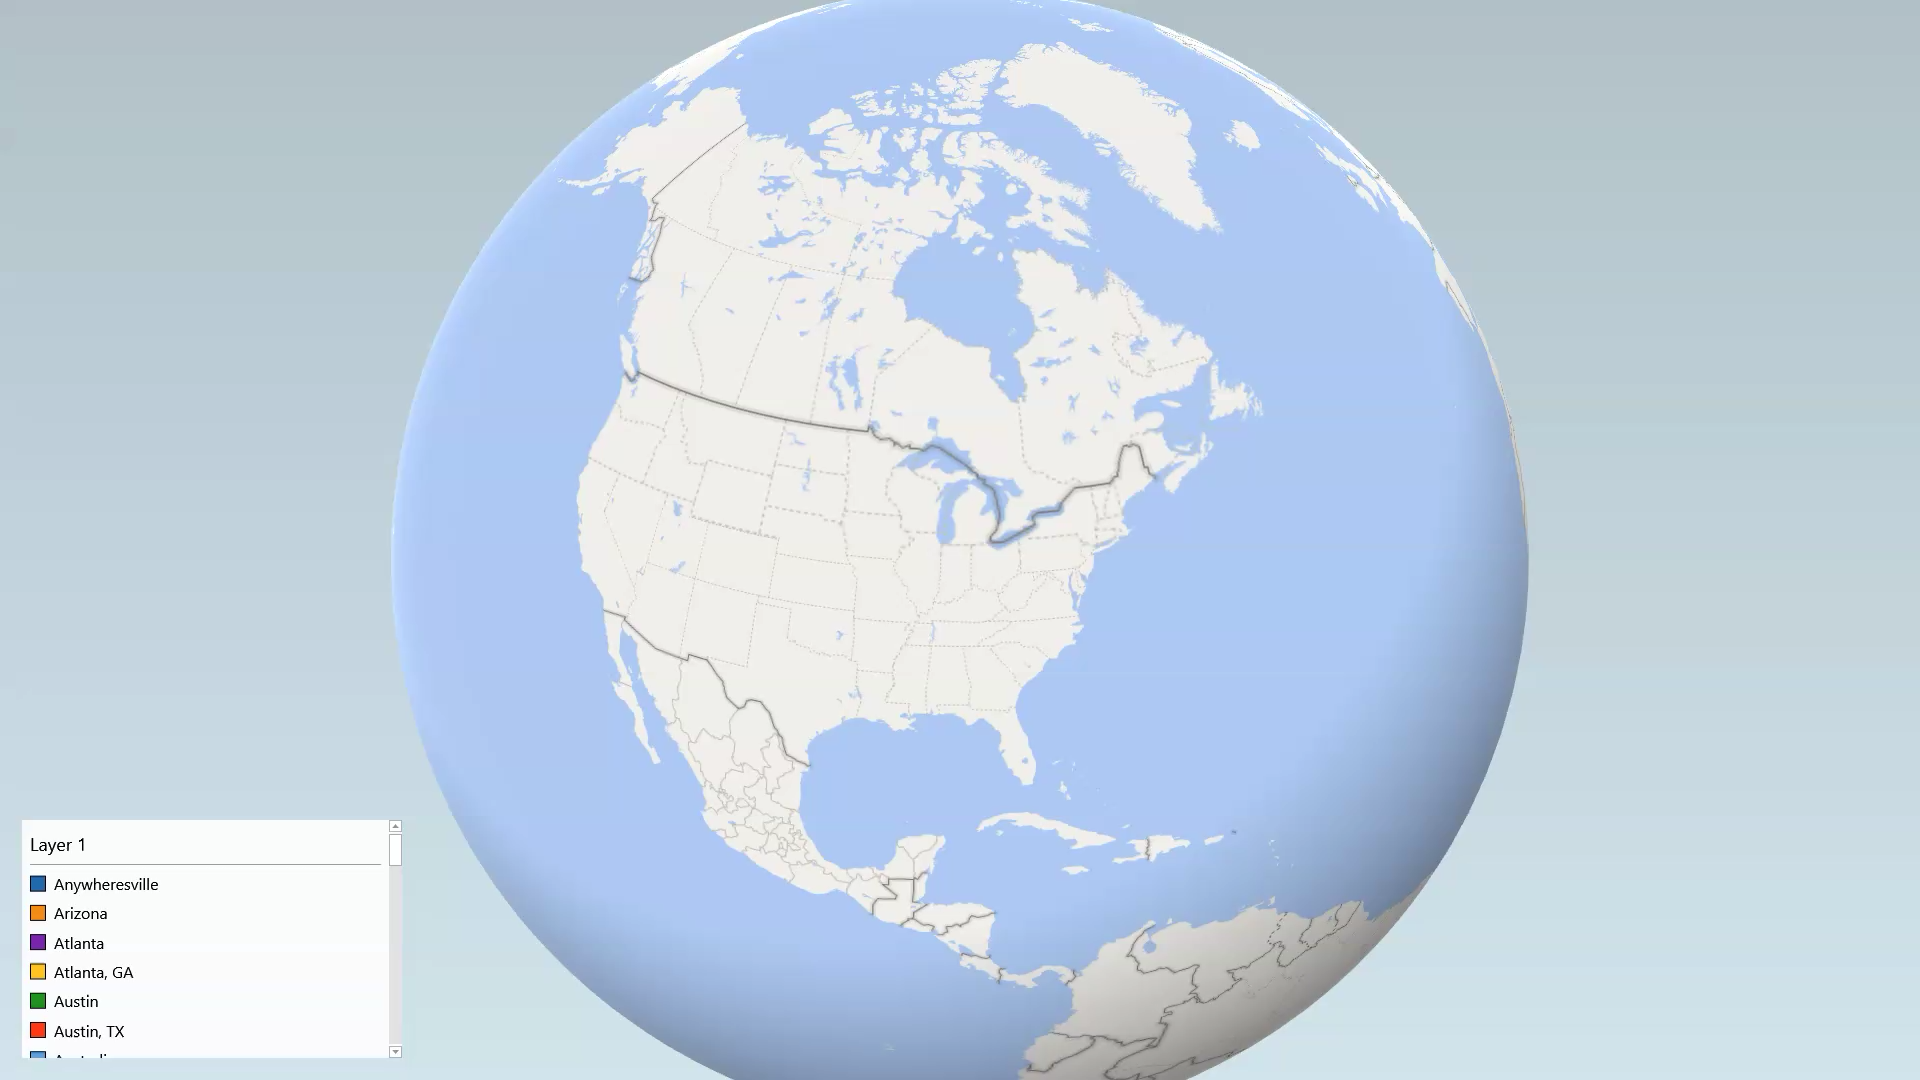 Layer 1
Anywheresville
Arizona
Atlanta
Atlanta, GA
Austin
Austin, TX